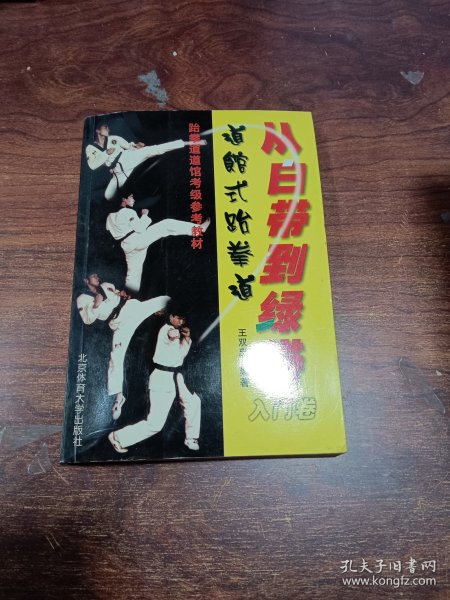 从白带到绿带
道馆式跆拳道
跆拳道道馆考级参考教材
王双
著
入门卷
北京体育大学出版社
孔夫子旧书网
www.kongfz.com